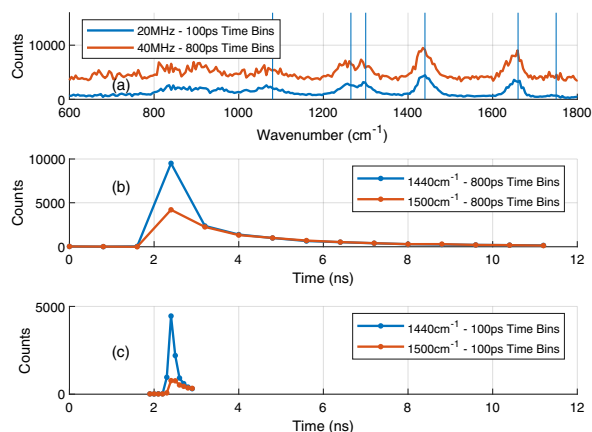 20MHz - 100ps Time Bins
40MHz - 800ps Time Bins
Counts
10000
5000
0
(a)
600 800 1000 1200 1400 1600 1800
Wavenumber (cm⁻¹)
1440cm⁻¹ - 800ps Time Bins
1500cm⁻¹ - 800ps Time Bins
Counts
10000
5000
0
(b)
0 2 4 6 8 10 12
Time (ns)
1440cm⁻¹ - 100ps Time Bins
1500cm⁻¹ - 100ps Time Bins
Counts
5000
0
(c)
0 2 4 6 8 10 12
Time (ns)